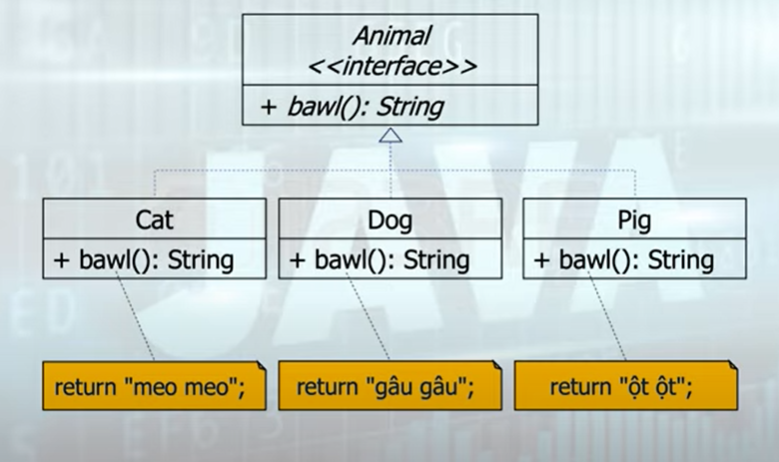 Animal
<<interface>>
+ bawl(): String
Cat
+ bawl(): String
Dog
+ bawl(): String
Pig
+ bawl(): String
return "meo meo";
return "gâu gâu";
return "ột ột";
JAVA